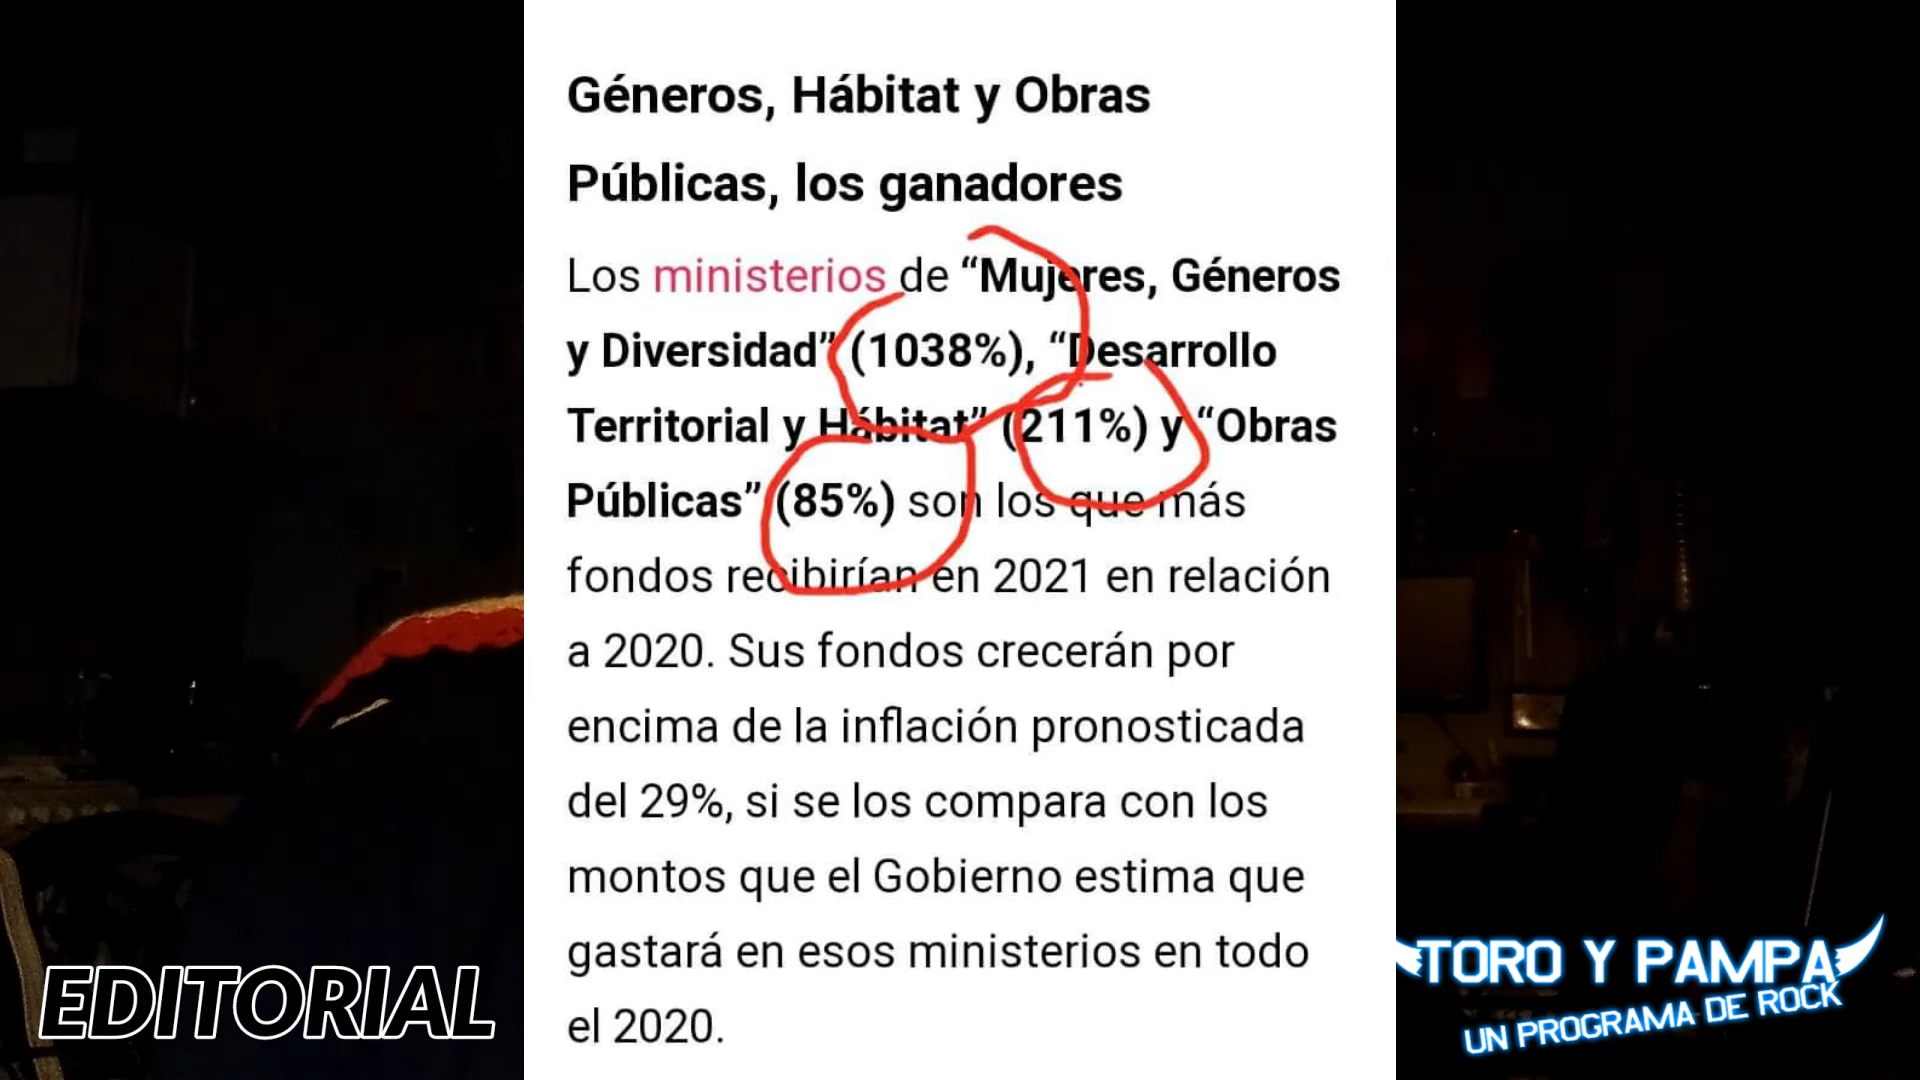 Géneros, Hábitat y Obras
Públicas, los ganadores
Los ministerios de “Mujeres, Géneros
y Diversidad” (1038%), “Desarrollo
Territorial y Hábitat” (211%) y “Obras
Públicas” (85%) son los que más
fondos recibirían en 2021 en relación
a 2020. Sus fondos crecerán por
encima de la inflación pronosticada
del 29%, si se los compara con los
montos que el Gobierno estima que
gastará en esos ministerios en todo
el 2020.
EDITORIAL
TORO Y PAMPA
UN PROGRAMA DE ROCK